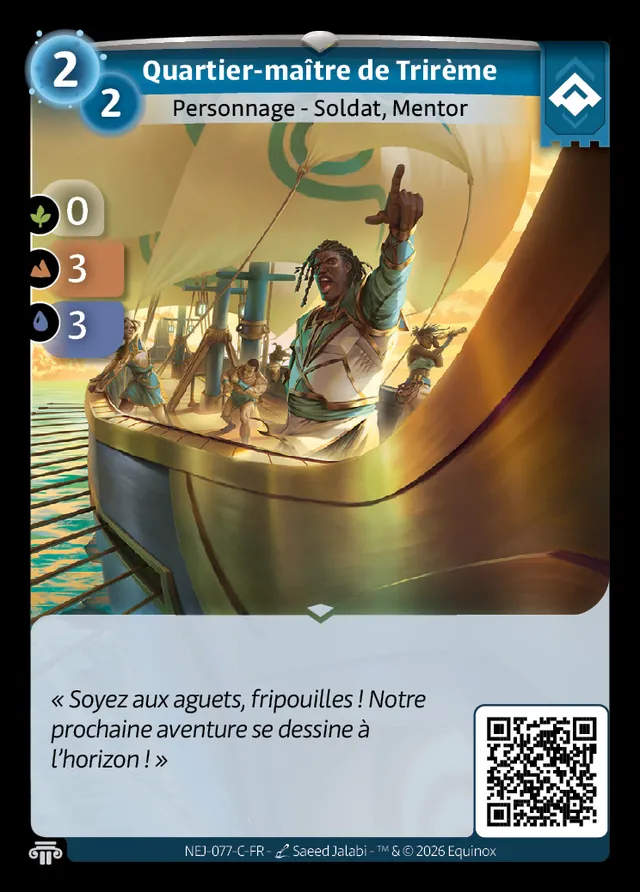 2
2
Quartier-maître de Trirème
Personnage - Soldat, Mentor
0
3
3
« Soyez aux aguets, fripouilles ! Notre
prochaine aventure se dessine à
l'horizon ! »
NEJ-077-C-FR - Saeed Jalabi - ™ & © 2026 Equinox